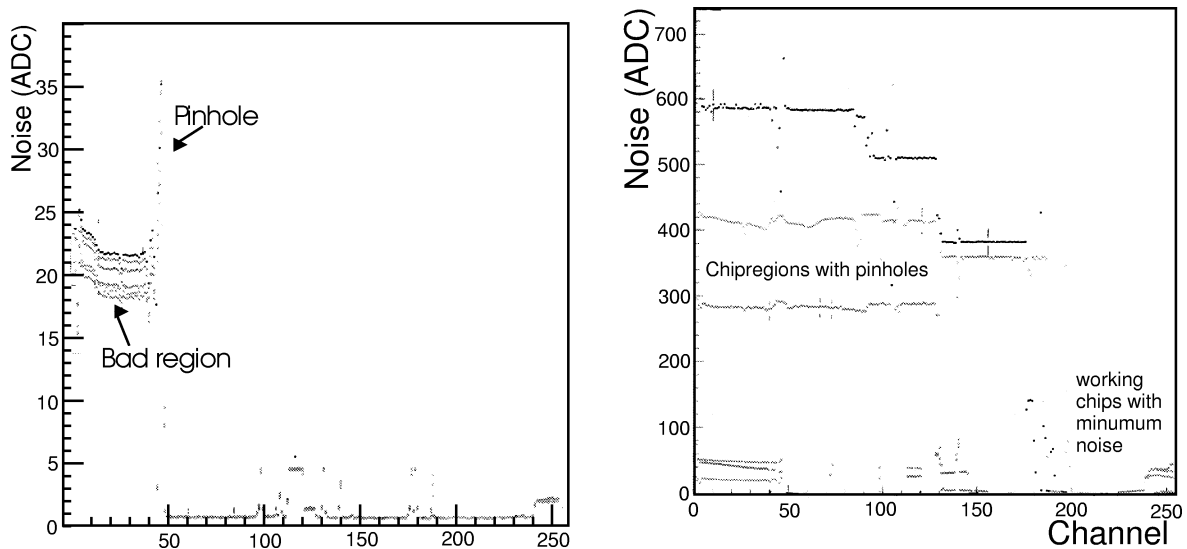 Noise (ADC)
35
30
25
20
15
10
5
0
Pinhole
Bad region
50
100
150
200
250
Noise (ADC)
700
600
500
400
300
200
100
0
Chipregions with pinholes
working
chips with
minumum
noise
0
50
100
150
200
250
Channel